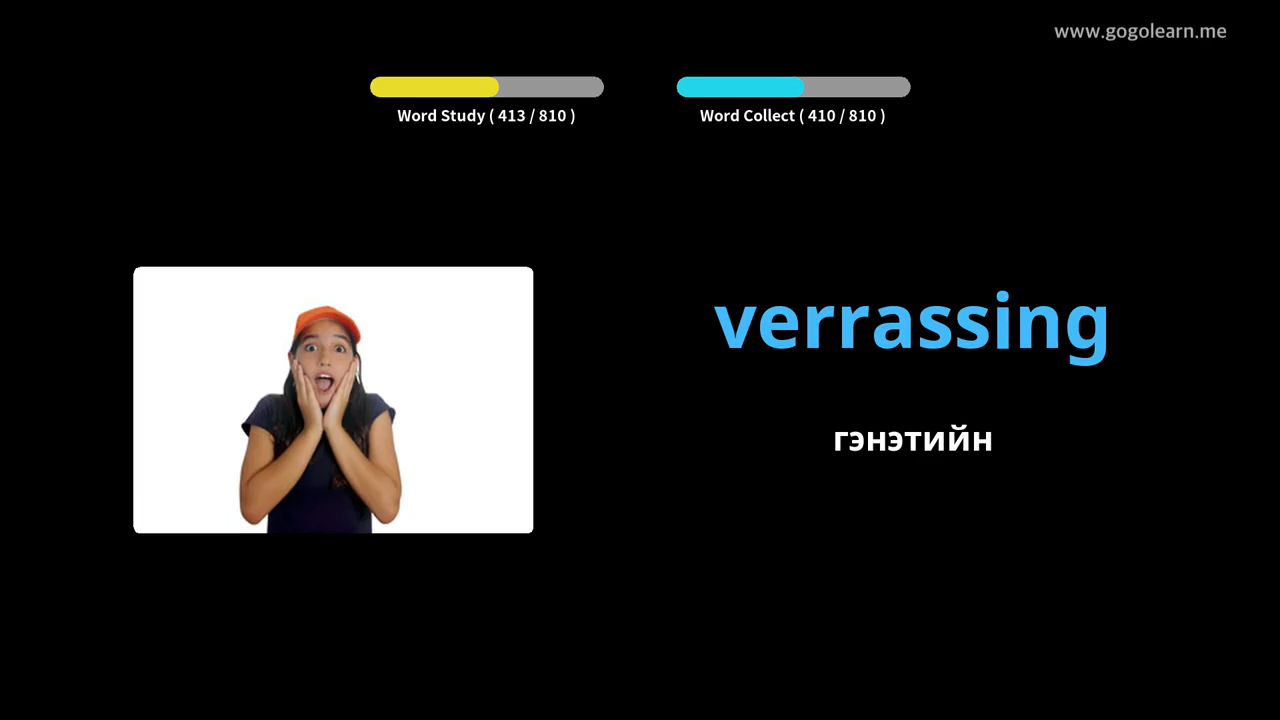 www.gogolearn.me
Word Study ( 413 / 810 )
Word Collect ( 410 / 810 )
verrassing
гэнэтийн